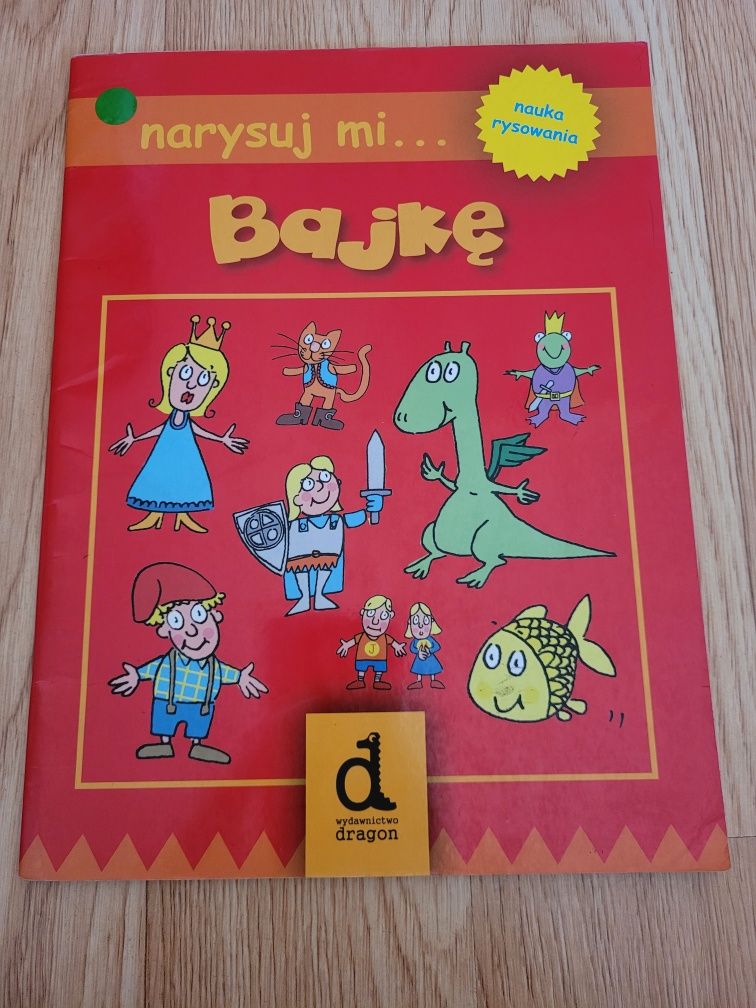 narysuj mi...
nauka
rysowania
Bajkę
J
d
wydawnictwo
dragon